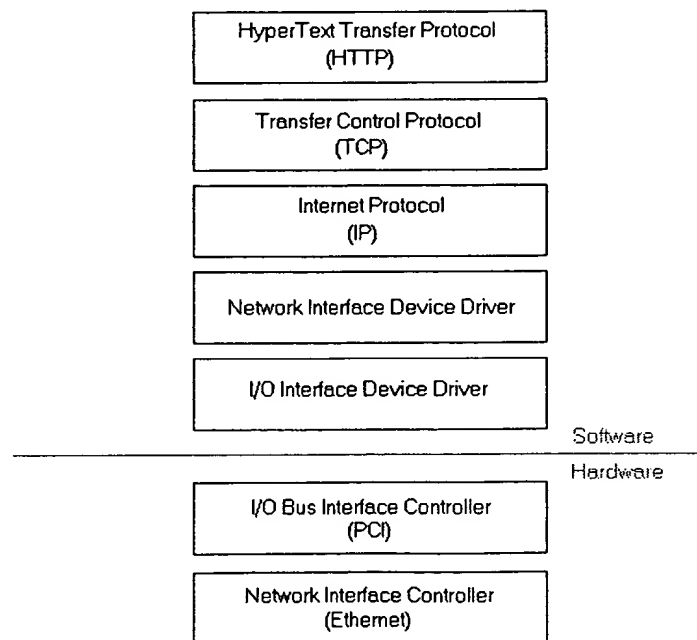 HyperText Transfer Protocol
(HTTP)
Transfer Control Protocol
(TCP)
Internet Protocol
(IP)
Network Interface Device Driver
I/O Interface Device Driver
Software
Hardware
I/O Bus Interface Controller
(PCI)
Network Interface Controller
(Ethernet)